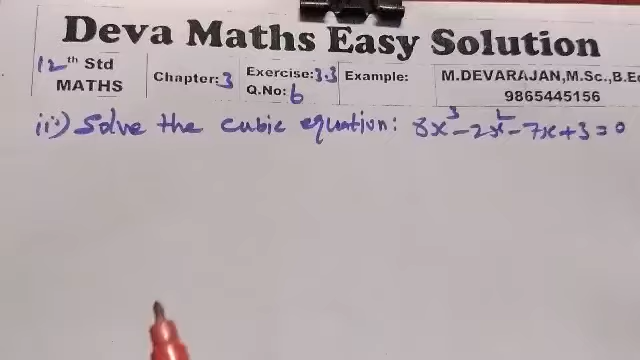 Deva Maths Easy Solution
12th Std
MATHS
Chapter: 3
Exercise: 3.3
Q.No: 6
Example:
M.DEVARAJAN,M.Sc.,B.Ed
9865445156
ii) Solve the cubic equation: 8x³ - 2x² - 7x + 3 = 0